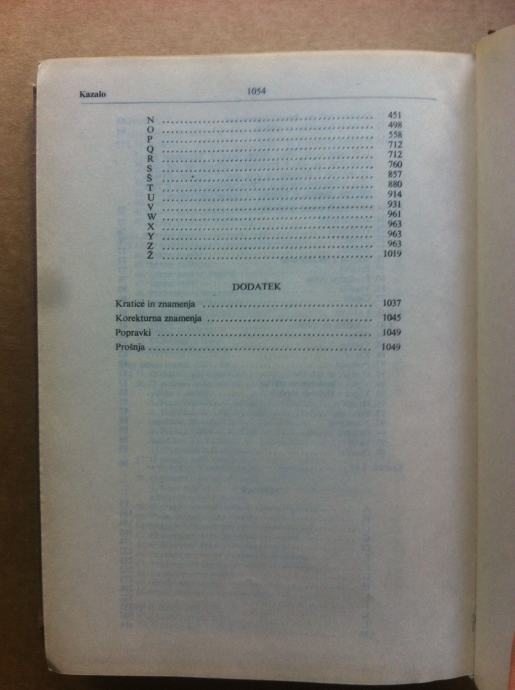 Kazalo 1054
N ........................................ 451
O ........................................ 498
P ........................................ 558
Q ........................................ 712
R ........................................ 712
S ........................................ 760
Š ........................................ 857
T ........................................ 880
U ........................................ 914
V ........................................ 931
W ........................................ 961
X ........................................ 963
Y ........................................ 963
Z ........................................ 963
Ž ........................................ 1019
DODATEK
Kratice in znamenja ........................................ 1037
Korekturna znamenja ........................................ 1045
Popravki ........................................ 1049
Prošnja ........................................ 1049